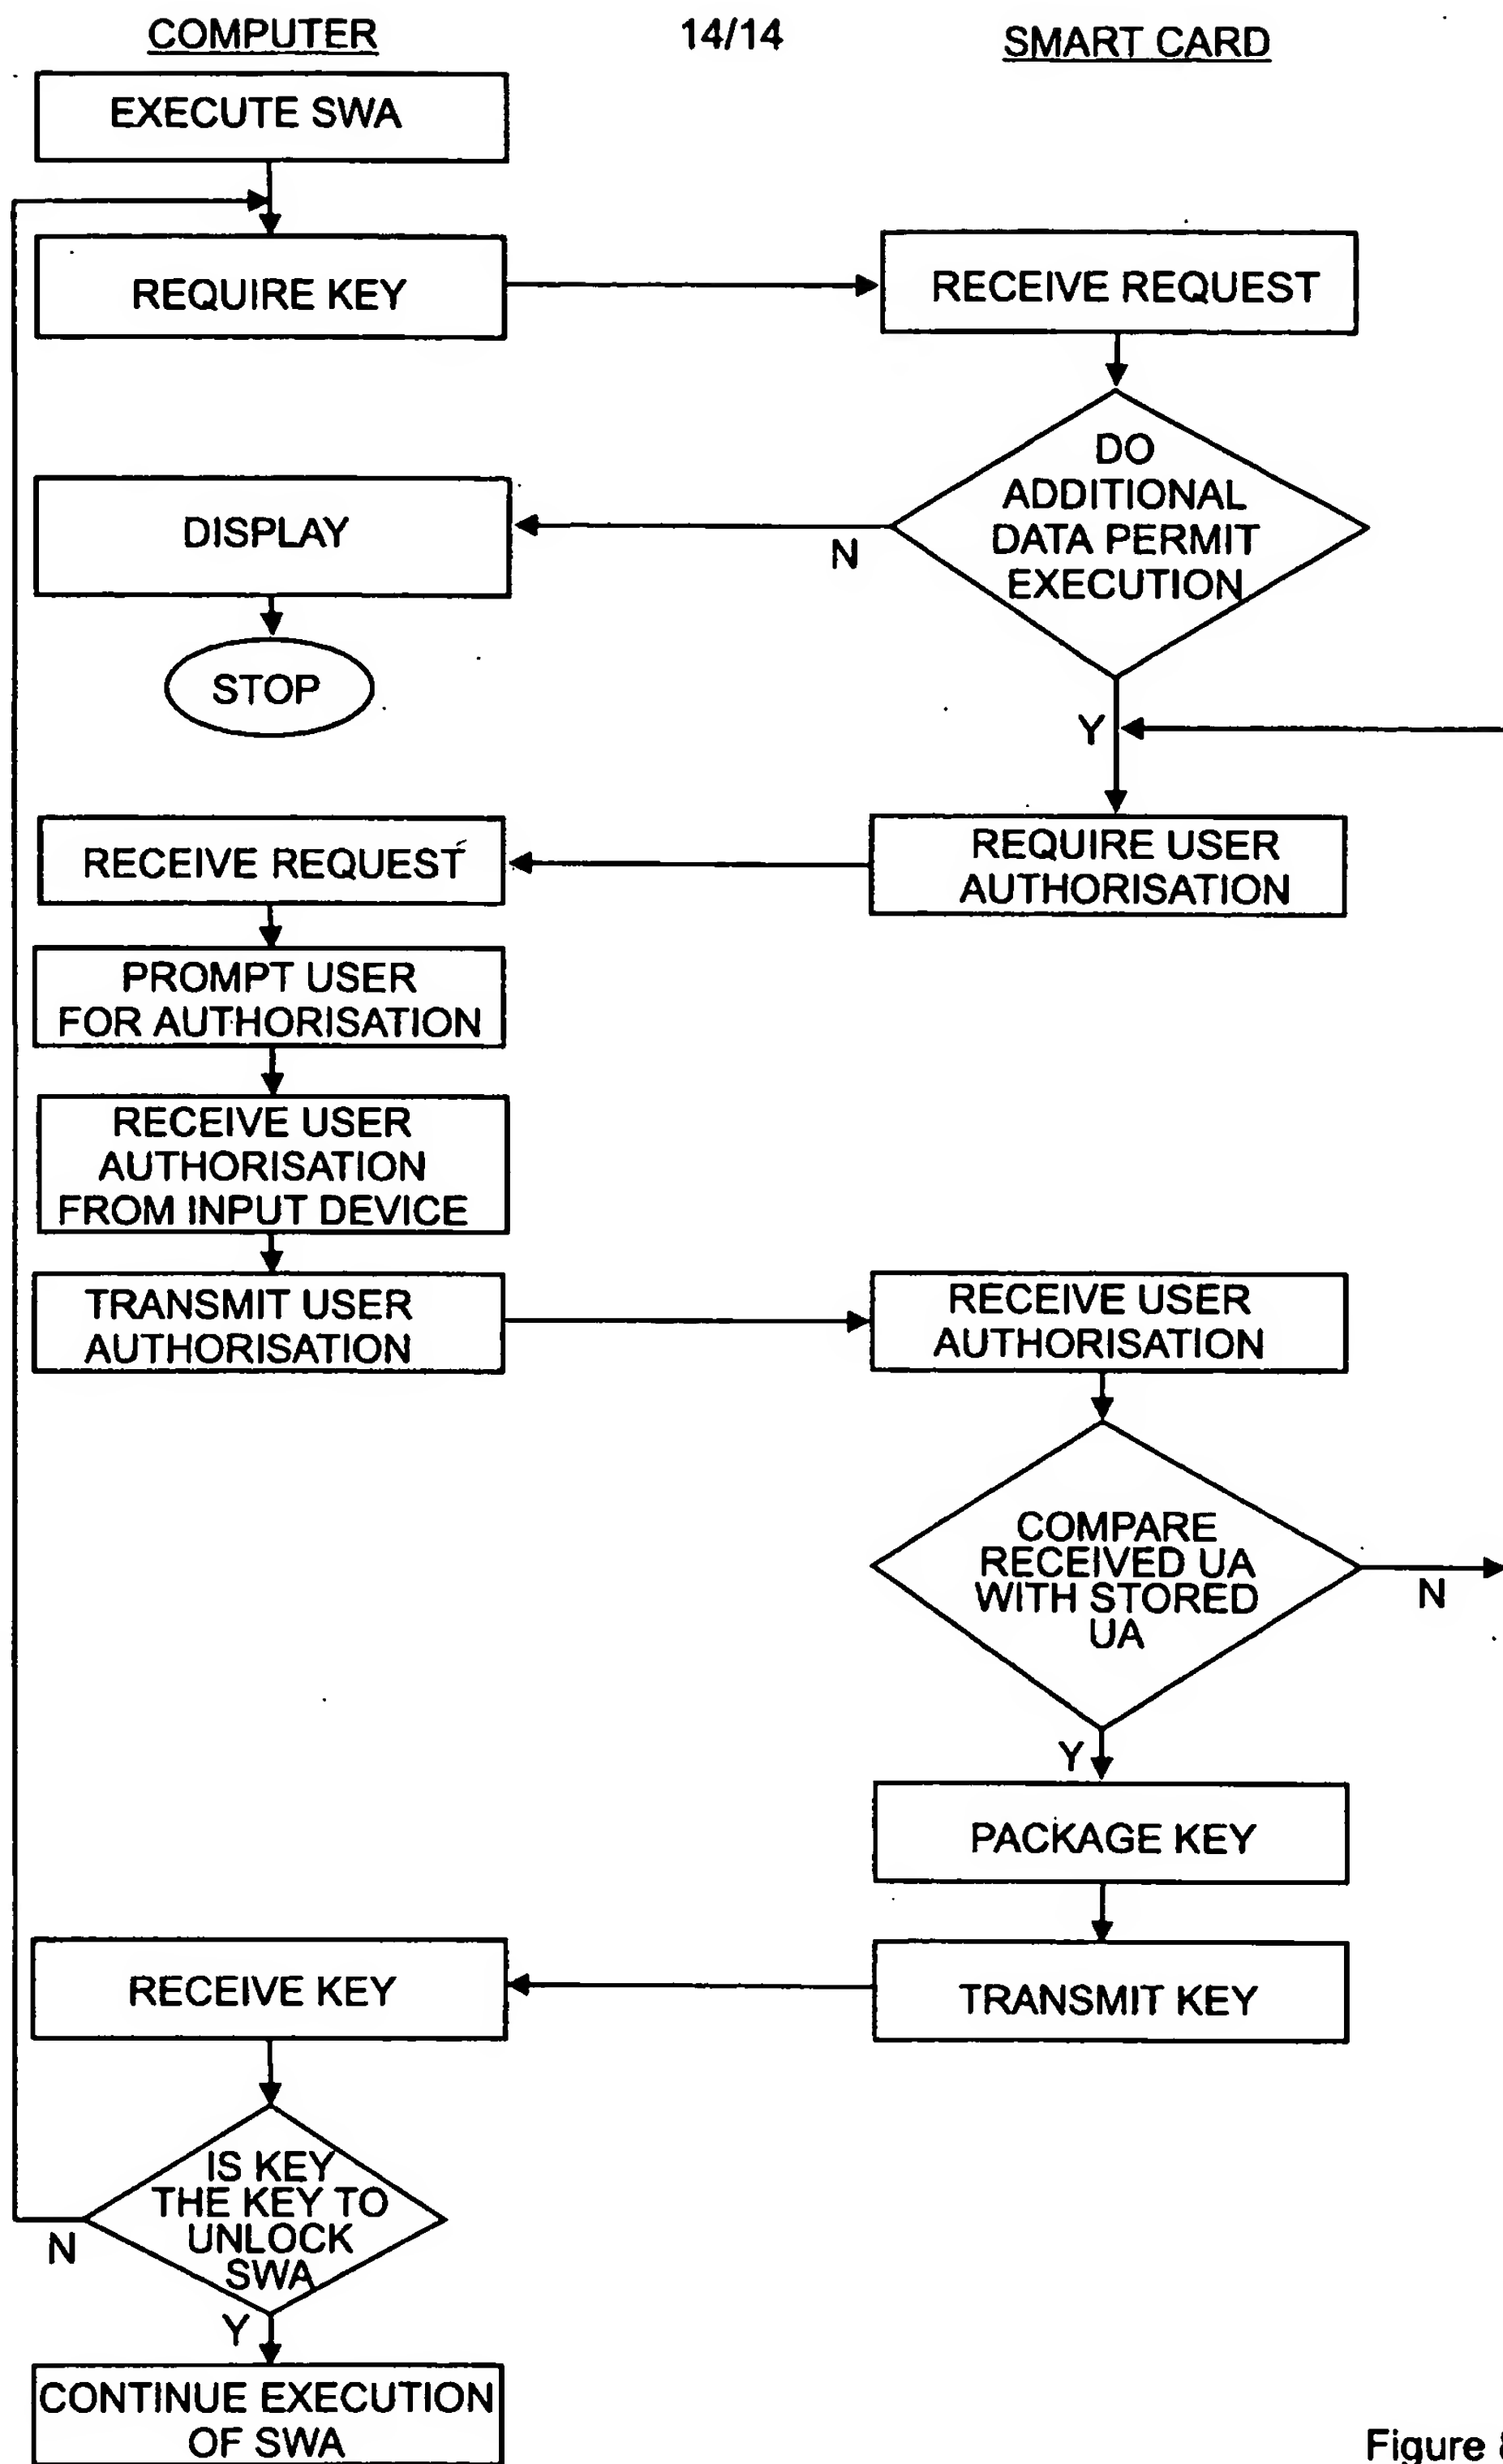 COMPUTER
14/14
SMART CARD
EXECUTE SWA
REQUIRE KEY
RECEIVE REQUEST
DO
ADDITIONAL
DATA PERMIT
EXECUTION
N
DISPLAY
STOP
Y
REQUIRE USER
AUTHORISATION
RECEIVE REQUEST
PROMPT USER
FOR AUTHORISATION
RECEIVE USER
AUTHORISATION
FROM INPUT DEVICE
TRANSMIT USER
AUTHORISATION
RECEIVE USER
AUTHORISATION
COMPARE
RECEIVED UA
WITH STORED
UA
N
Y
PACKAGE KEY
TRANSMIT KEY
RECEIVE KEY
IS KEY
THE KEY TO
UNLOCK
SWA
N
Y
CONTINUE EXECUTION
OF SWA
Figure